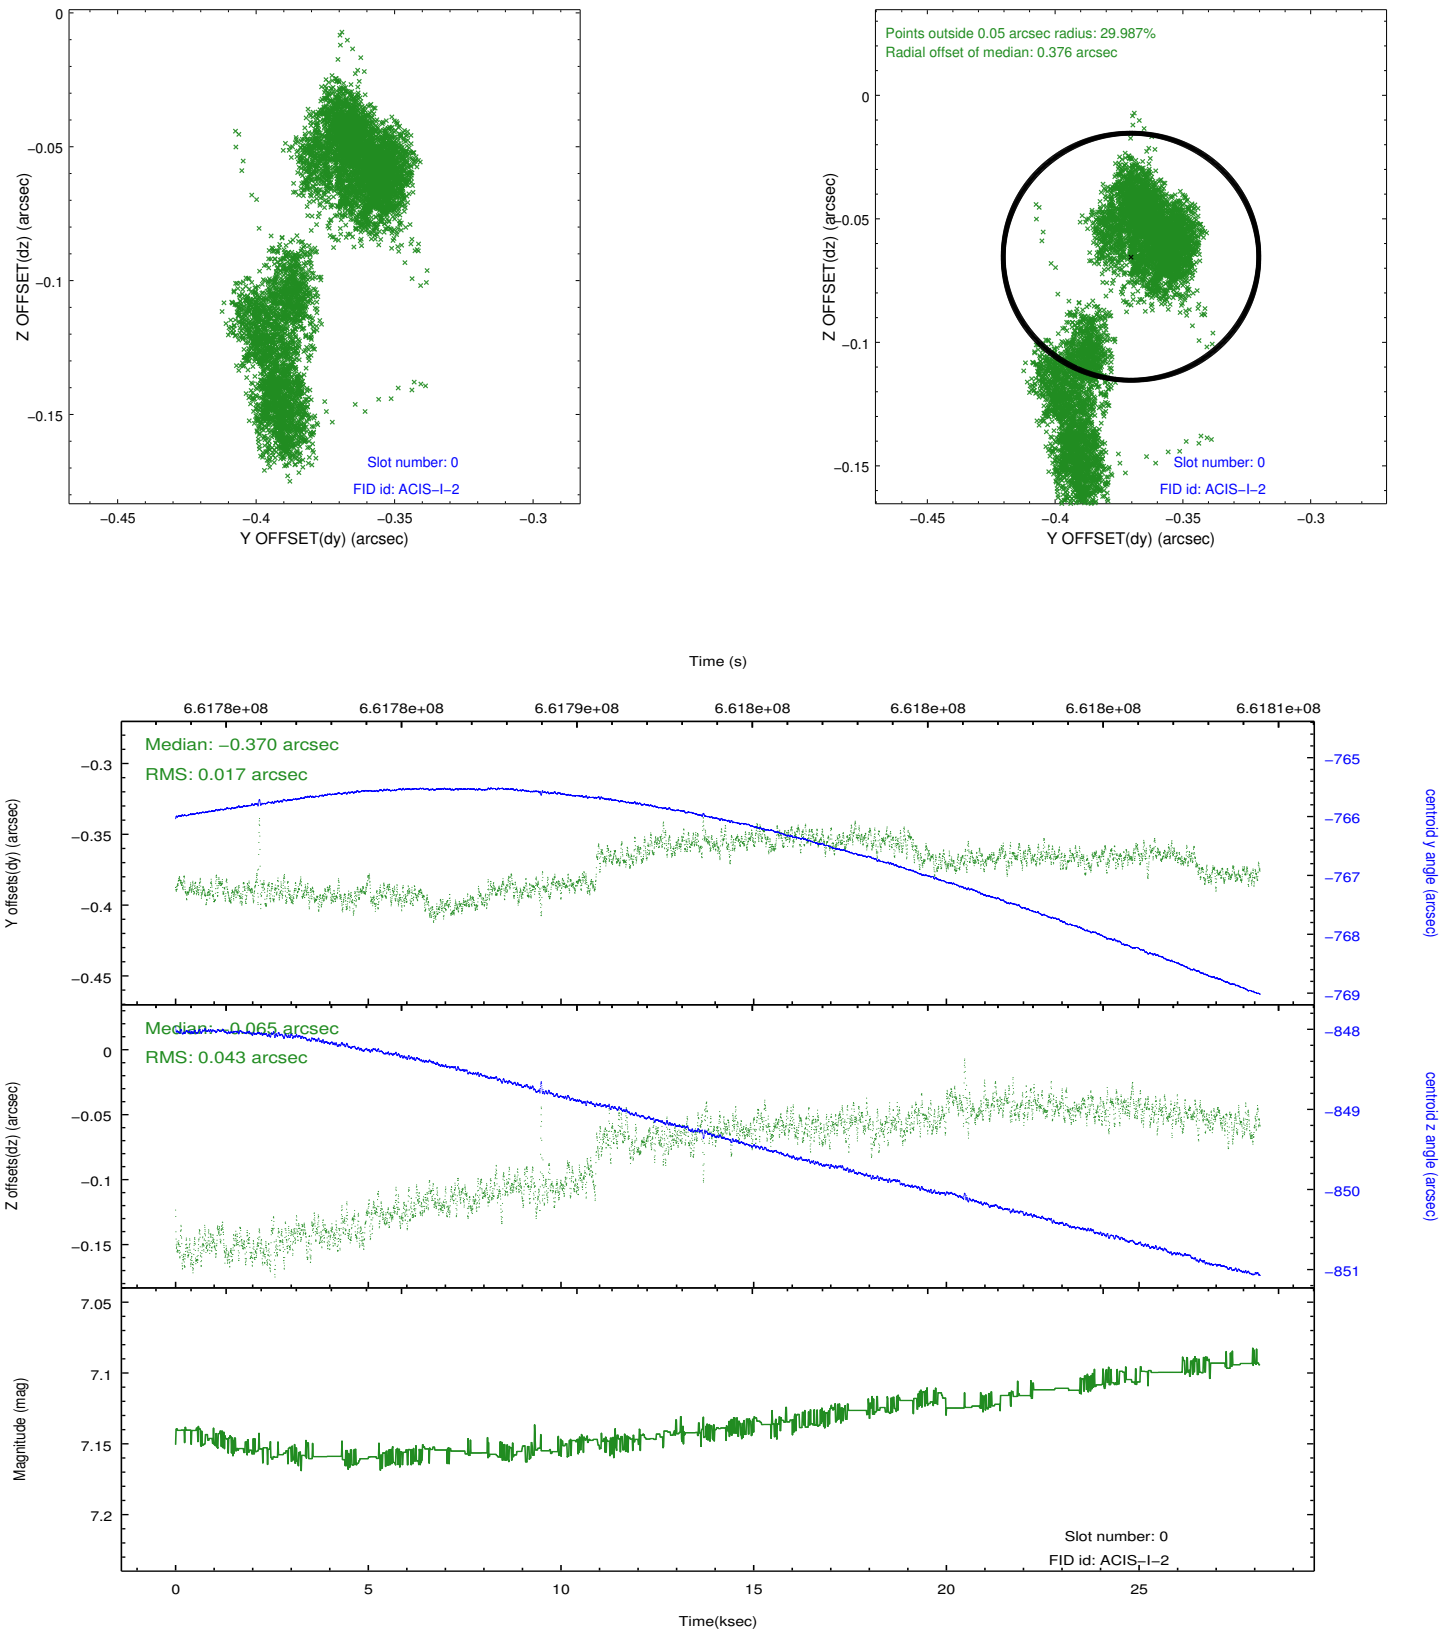 0
−0.05
−0.1
−0.15
Z OFFSET(dz) (arcsec)
Slot number: 0
FID id: ACIS−I−2
−0.45
−0.4
−0.35
−0.3
Y OFFSET(dy) (arcsec)
Points outside 0.05 arcsec radius: 29.987%
Radial offset of median: 0.376 arcsec
0
−0.05
−0.1
−0.15
Z OFFSET(dz) (arcsec)
Slot number: 0
FID id: ACIS−I−2
−0.45
−0.4
−0.35
−0.3
Y OFFSET(dy) (arcsec)
Time (s)
6.6178e+08
6.6178e+08
6.6179e+08
6.618e+08
6.618e+08
6.618e+08
6.6181e+08
Median: −0.370 arcsec
RMS: 0.017 arcsec
−0.3
−0.35
−0.4
−0.45
Y offsets(dy) (arcsec)
−765
−766
−767
−768
−769
centroid y angle (arcsec)
Median: −0.065 arcsec
RMS: 0.043 arcsec
0
−0.05
−0.1
−0.15
Z offsets(dz) (arcsec)
−848
−849
−850
−851
centroid z angle (arcsec)
7.05
7.1
7.15
7.2
Magnitude (mag)
Slot number: 0
FID id: ACIS−I−2
0
5
10
15
20
25
Time(ksec)